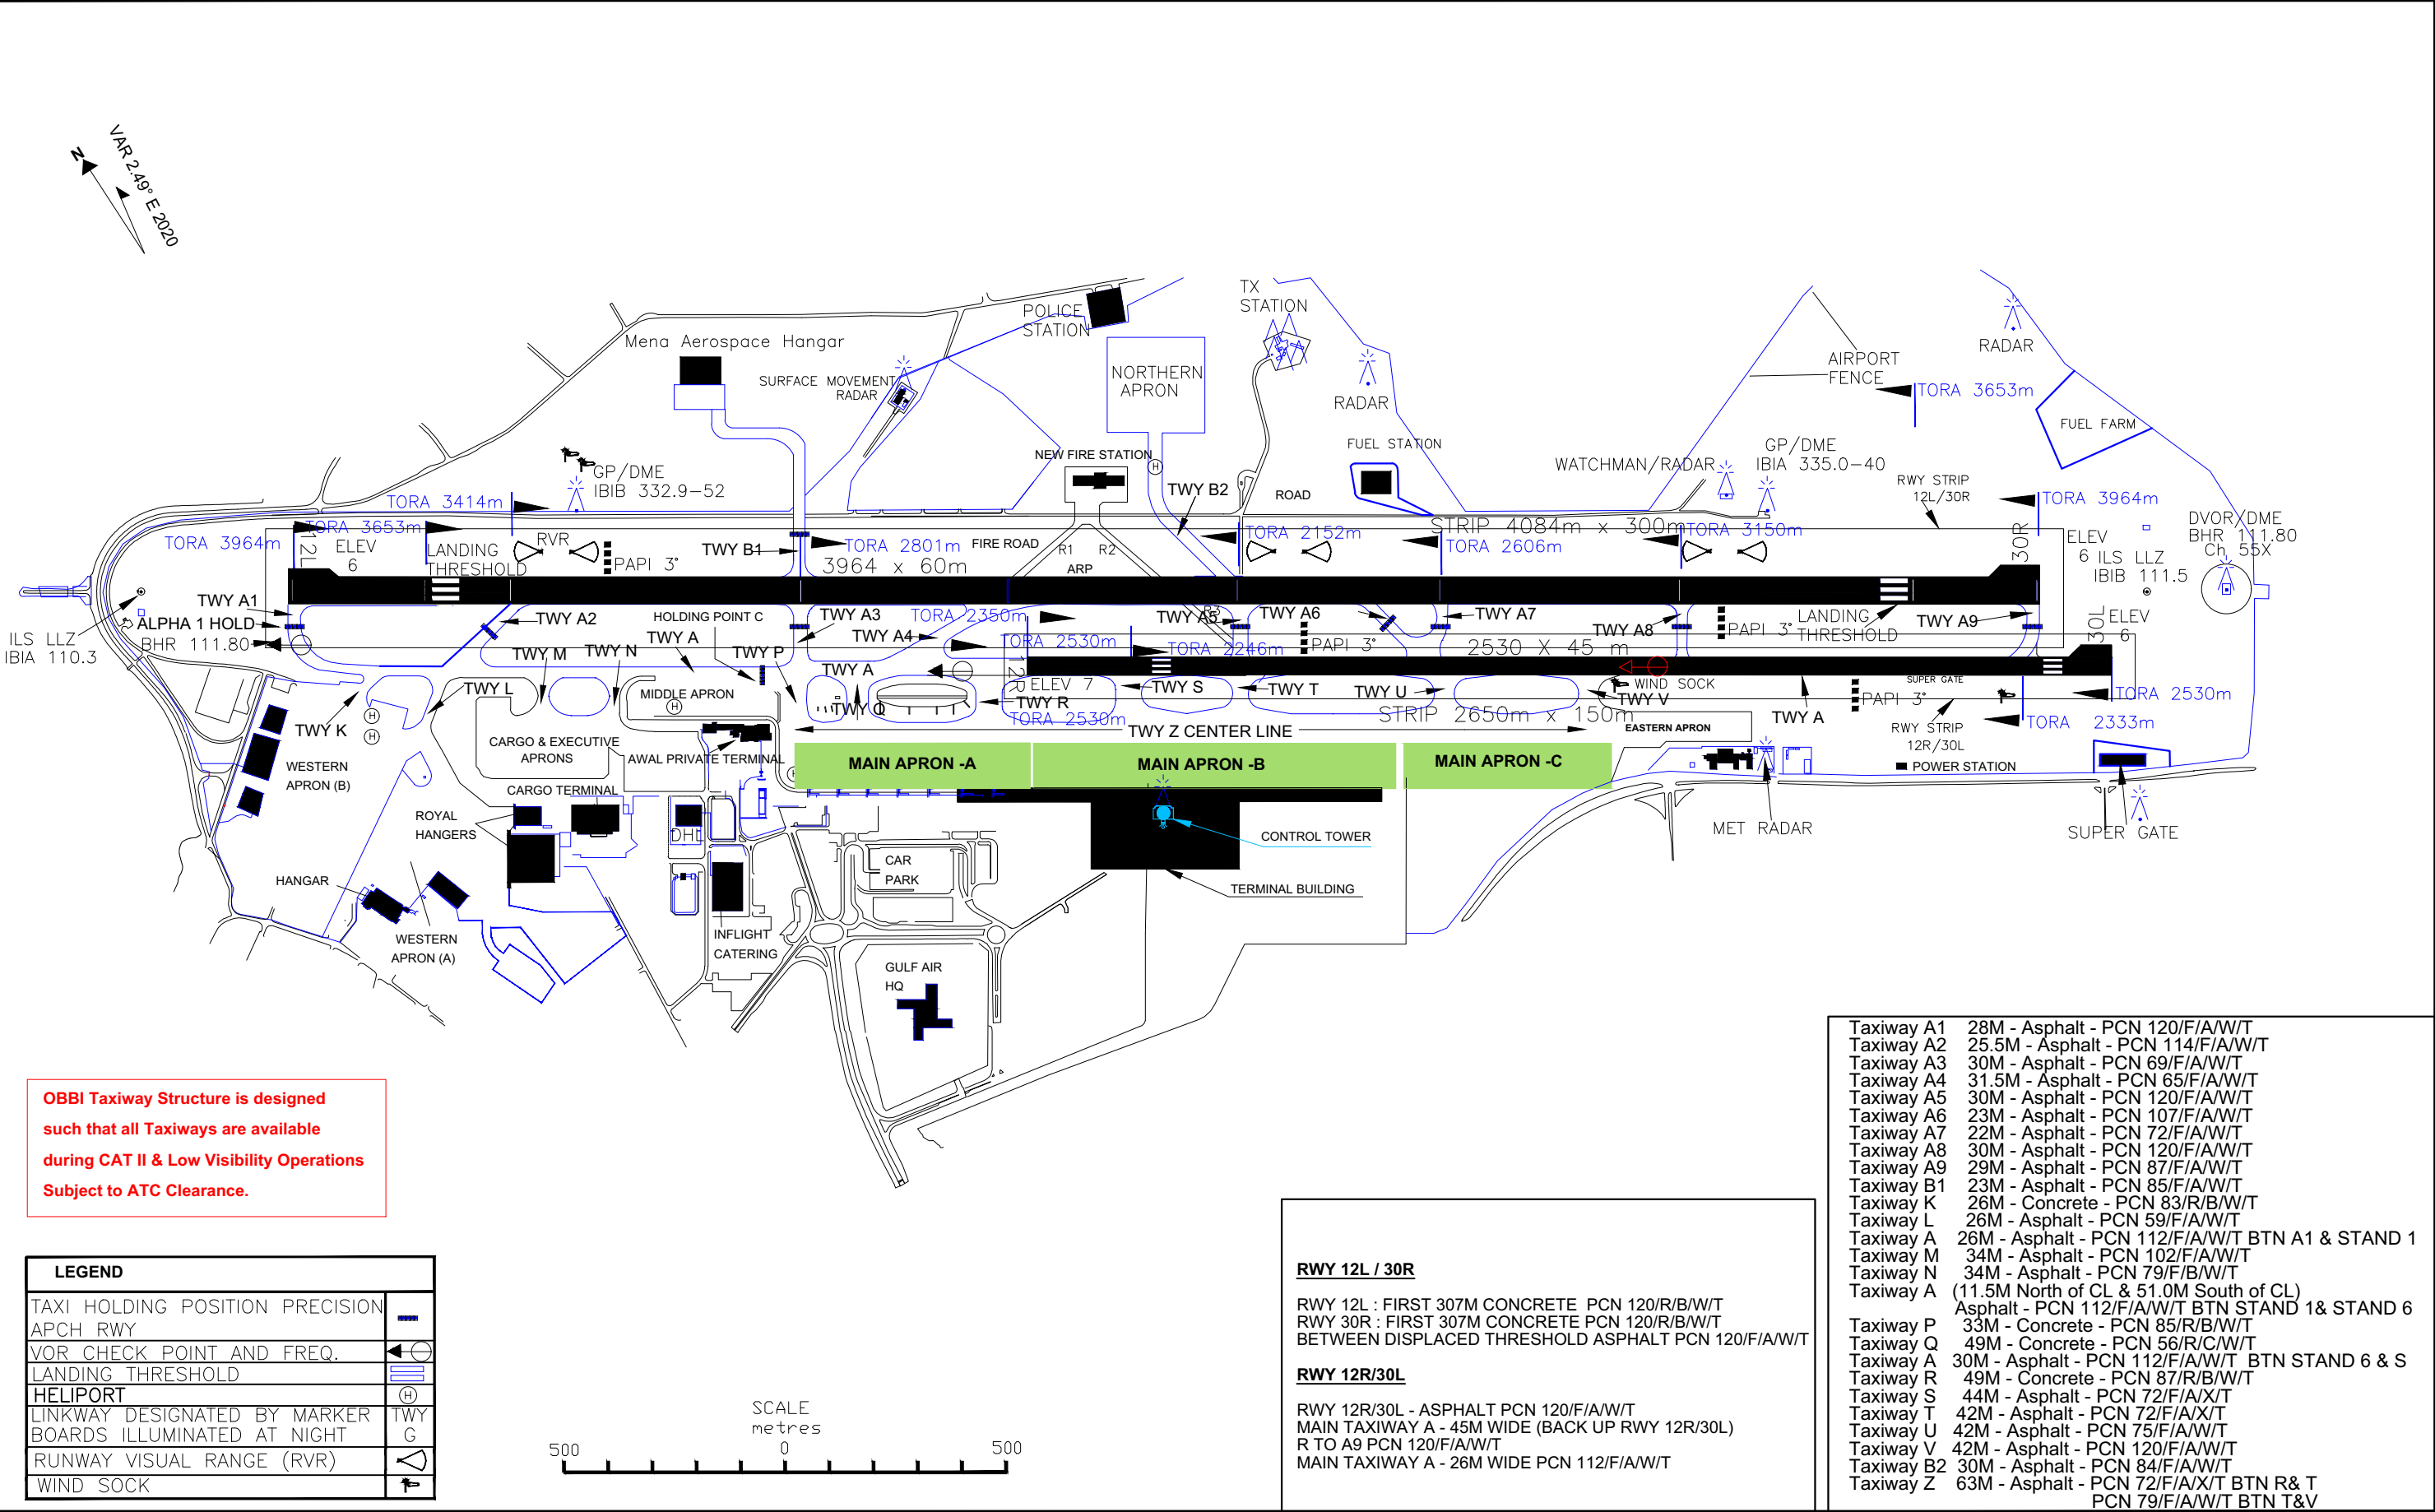 N
VAR 2.49° E 2020
TX
STATION
POLICE
STATION
Mena Aerospace Hangar
SURFACE MOVEMENT
RADAR
NORTHERN
APRON
RADAR
RADAR
AIRPORT
FENCE
TORA 3653m
FUEL FARM
FUEL STATION
NEW FIRE STATION
H
GP/DME
IBIB 332.9-52
WATCHMAN/RADAR
GP/DME
IBIA 335.0-40
RWY STRIP
12L/30R
TWY B2
ROAD
TORA 3414m
TORA 3653m
TORA 3964m
TORA 3964m
STRIP 4084m x 300m
TORA 3150m
TORA 2152m
TORA 2606m
TORA 2801m
3964 x 60m
FIRE ROAD
R1
R2
ARP
12L
ELEV
6
LANDING
THRESHOLD
RVR
PAPI 3°
TWY B1
30R
ELEV
6
ILS LLZ
IBIB 111.5
DVOR/DME
BHR 111.80
Ch 55X
TWY A1
ALPHA 1 HOLD
BHR 111.80
ILS LLZ
IBIA 110.3
TWY A2
HOLDING POINT C
TWY A
TWY A3
TWY A4
TORA 2350m
TWY A5
TWY A6
TWY A7
TWY A8
PAPI 3°
LANDING
THRESHOLD
TWY A9
30L
ELEV
6
TWY M
TWY N
TWY P
TWY A
TORA 2530m
TORA 2246m
PAPI 3°
2530 X 45 m
12R
ELEV 7
TWY L
TWY K
H
H
MIDDLE APRON
H
TWY Q
TWY R
TORA 2530m
TWY S
TWY T
TWY U
TWY V
WIND SOCK
SUPER GATE
STRIP 2650m x 150m
TWY A
PAPI 3°
TORA 2530m
TORA 2333m
RWY STRIP
12R/30L
TWY Z CENTER LINE
EASTERN APRON
CARGO & EXECUTIVE
APRONS
AWAL PRIVATE TERMINAL
MAIN APRON -A
MAIN APRON -B
MAIN APRON -C
POWER STATION
WESTERN
APRON (B)
CARGO TERMINAL
ROYAL
HANGERS
DHL
CONTROL TOWER
MET RADAR
SUPER GATE
CAR
PARK
TERMINAL BUILDING
HANGAR
INFLIGHT
CATERING
WESTERN
APRON (A)
GULF AIR
HQ
OBBI Taxiway Structure is designed
such that all Taxiways are available
during CAT II & Low Visibility Operations
Subject to ATC Clearance.
LEGEND
TAXI HOLDING POSITION PRECISION
APCH RWY
VOR CHECK POINT AND FREQ.
LANDING THRESHOLD
HELIPORT H
LINKWAY DESIGNATED BY MARKER TWY
BOARDS ILLUMINATED AT NIGHT G
RUNWAY VISUAL RANGE (RVR)
WIND SOCK
SCALE
metres
500 0 500
RWY 12L / 30R
RWY 12L : FIRST 307M CONCRETE PCN 120/R/B/W/T
RWY 30R : FIRST 307M CONCRETE PCN 120/R/B/W/T
BETWEEN DISPLACED THRESHOLD ASPHALT PCN 120/F/A/W/T
RWY 12R/30L
RWY 12R/30L - ASPHALT PCN 120/F/A/W/T
MAIN TAXIWAY A - 45M WIDE (BACK UP RWY 12R/30L)
R TO A9 PCN 120/F/A/W/T
MAIN TAXIWAY A - 26M WIDE PCN 112/F/A/W/T
Taxiway A1 28M - Asphalt - PCN 120/F/A/W/T
Taxiway A2 25.5M - Asphalt - PCN 114/F/A/W/T
Taxiway A3 30M - Asphalt - PCN 69/F/A/W/T
Taxiway A4 31.5M - Asphalt - PCN 65/F/A/W/T
Taxiway A5 30M - Asphalt - PCN 120/F/A/W/T
Taxiway A6 23M - Asphalt - PCN 107/F/A/W/T
Taxiway A7 22M - Asphalt - PCN 72/F/A/W/T
Taxiway A8 30M - Asphalt - PCN 120/F/A/W/T
Taxiway A9 29M - Asphalt - PCN 87/F/A/W/T
Taxiway B1 23M - Asphalt - PCN 85/F/A/W/T
Taxiway K 26M - Concrete - PCN 83/R/B/W/T
Taxiway L 26M - Asphalt - PCN 59/F/A/W/T
Taxiway A 26M - Asphalt - PCN 112/F/A/W/T BTN A1 & STAND 1
Taxiway M 34M - Asphalt - PCN 102/F/A/W/T
Taxiway N 34M - Asphalt - PCN 79/F/B/W/T
Taxiway A (11.5M North of CL & 51.0M South of CL)
Asphalt - PCN 112/F/A/W/T BTN STAND 1& STAND 6
Taxiway P 33M - Concrete - PCN 85/R/B/W/T
Taxiway Q 49M - Concrete - PCN 56/R/C/W/T
Taxiway A 30M - Asphalt - PCN 112/F/A/W/T BTN STAND 6 & S
Taxiway R 49M - Concrete - PCN 87/R/B/W/T
Taxiway S 44M - Asphalt - PCN 72/F/A/X/T
Taxiway T 42M - Asphalt - PCN 72/F/A/X/T
Taxiway U 42M - Asphalt - PCN 75/F/A/W/T
Taxiway V 42M - Asphalt - PCN 120/F/A/W/T
Taxiway B2 30M - Asphalt - PCN 84/F/A/W/T
Taxiway Z 63M - Asphalt - PCN 72/F/A/X/T BTN R& T
PCN 79/F/A/W/T BTN T&V